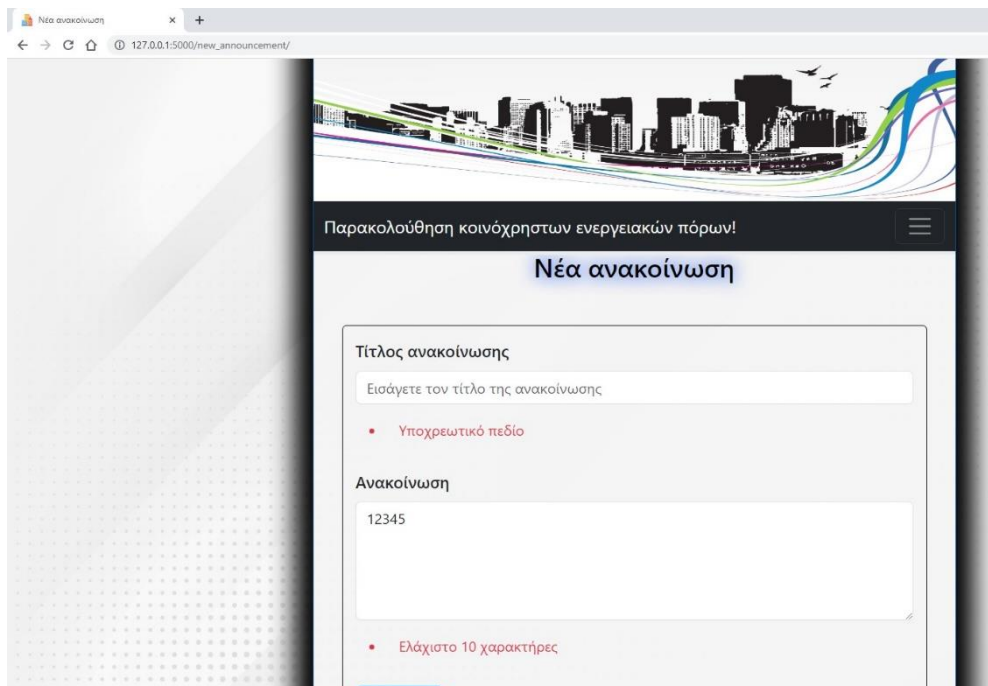 Νέα ανακοίνωση
127.0.0.1:5000/new_announcement/
Παρακολούθηση κοινόχρηστων ενεργειακών πόρων!
Νέα ανακοίνωση
Τίτλος ανακοίνωσης
Εισάγετε τον τίτλο της ανακοίνωσης
• Υποχρεωτικό πεδίο
Ανακοίνωση
12345
• Ελάχιστο 10 χαρακτήρες